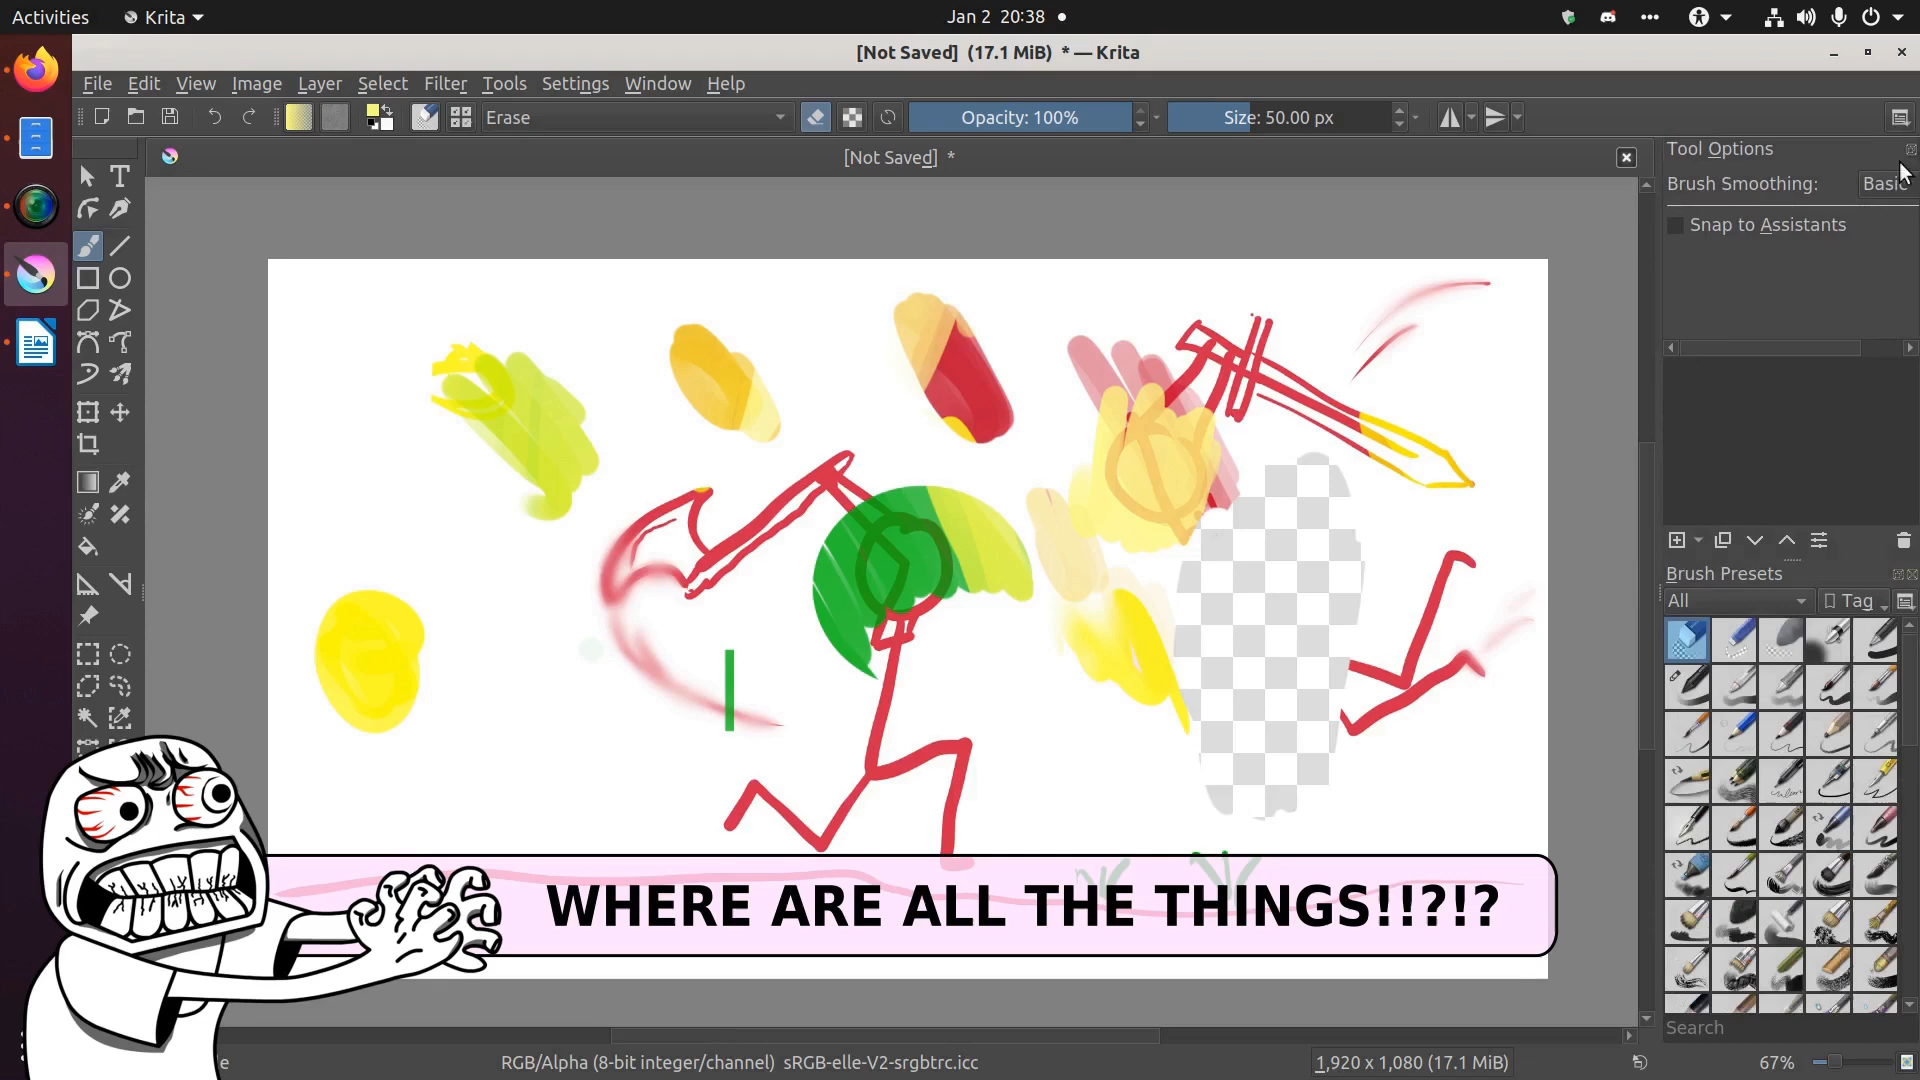 Activities
Krita
Jan 2 20:38
[Not Saved] (17.1 MiB) * — Krita
File Edit View Image Layer Select Filter Tools Settings Window Help
Erase
Opacity: 100%
Size: 50.00 px
[Not Saved] *
Tool Options
Brush Smoothing: Basic
Snap to Assistants
Brush Presets
All
Tag
WHERE ARE ALL THE THINGS!!?!?
Search
RGB/Alpha (8-bit integer/channel) sRGB-elle-V2-srgbtrc.icc
1,920 x 1,080 (17.1 MiB)
67%